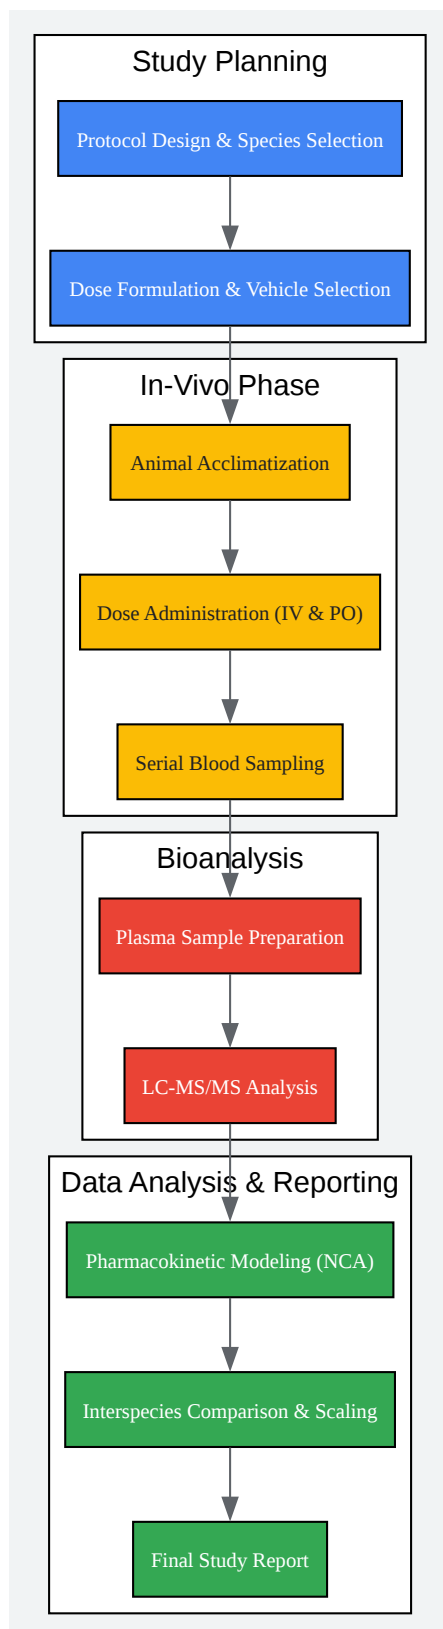 Study Planning
Protocol Design & Species Selection
Dose Formulation & Vehicle Selection
In-Vivo Phase
Animal Acclimatization
Dose Administration (IV & PO)
Serial Blood Sampling
Bioanalysis
Plasma Sample Preparation
LC-MS/MS Analysis
Data Analysis & Reporting
Pharmacokinetic Modeling (NCA)
Interspecies Comparison & Scaling
Final Study Report